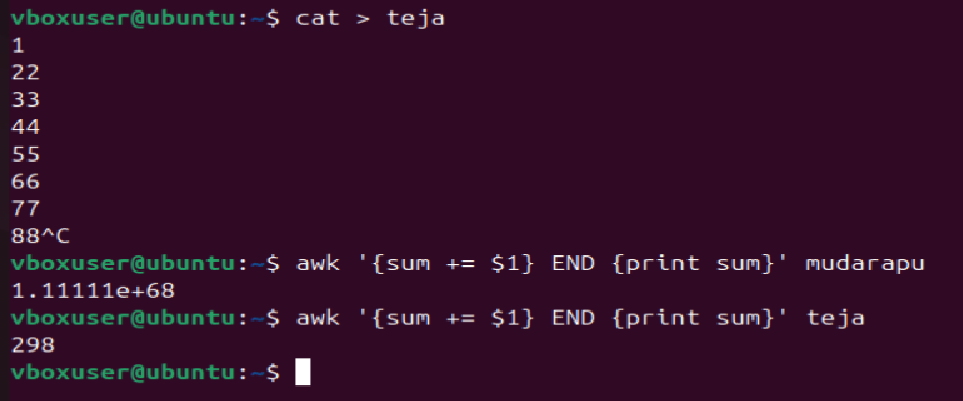 vboxuser@ubuntu:~$ cat > teja
1
22
33
44
55
66
77
88^C
vboxuser@ubuntu:~$ awk '{sum += $1} END {print sum}' mudarapu
1.11111e+68
vboxuser@ubuntu:~$ awk '{sum += $1} END {print sum}' teja
298
vboxuser@ubuntu:~$